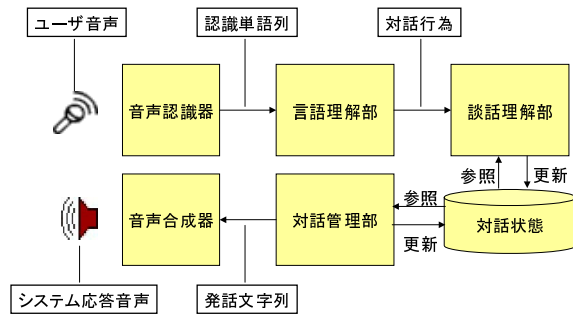 ユーザ音声
認識単語列
対話行為
音声認識器
言語理解部
談話理解部
参照
更新
音声合成器
対話管理部
参照
更新
対話状態
システム応答音声
発話文字列